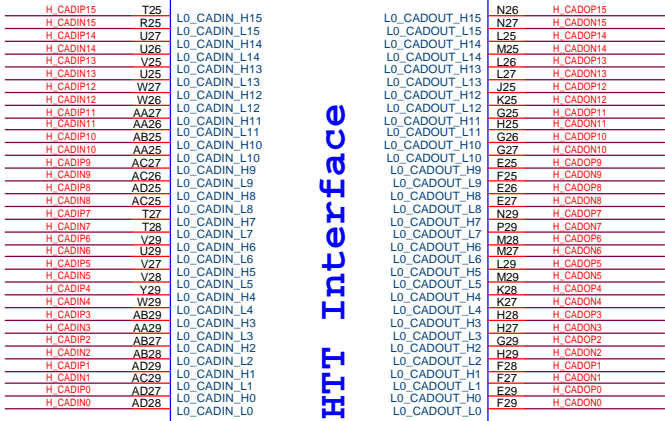 H_CADIP15 T25 L0_CADIN_H15 L0_CADOUT_H15 N26 H_CADOP15
H_CADIN15 R25 L0_CADIN_L15 L0_CADOUT_L15 N27 H_CADON15
H_CADIP14 U27 L0_CADIN_H14 L0_CADOUT_H14 L25 H_CADOP14
H_CADIN14 U26 L0_CADIN_L14 L0_CADOUT_L14 M25 H_CADON14
H_CADIP13 V25 L0_CADIN_H13 L0_CADOUT_H13 L26 H_CADOP13
H_CADIN13 U25 L0_CADIN_L13 L0_CADOUT_L13 L27 H_CADON13
H_CADIP12 W27 L0_CADIN_H12 L0_CADOUT_H12 J25 H_CADOP12
H_CADIN12 W26 L0_CADIN_L12 L0_CADOUT_L12 K25 H_CADON12
H_CADIP11 AA27 L0_CADIN_H11 L0_CADOUT_H11 G25 H_CADOP11
H_CADIN11 AA26 L0_CADIN_L11 L0_CADOUT_L11 H25 H_CADON11
H_CADIP10 AB25 L0_CADIN_H10 L0_CADOUT_H10 G26 H_CADOP10
H_CADIN10 AA25 L0_CADIN_L10 L0_CADOUT_L10 G27 H_CADON10
H_CADIP9 AC27 L0_CADIN_H9 L0_CADOUT_H9 E25 H_CADOP9
H_CADIN9 AC26 L0_CADIN_L9 L0_CADOUT_L9 F25 H_CADON9
H_CADIP8 AD25 L0_CADIN_H8 L0_CADOUT_H8 E26 H_CADOP8
H_CADIN8 AC25 L0_CADIN_L8 L0_CADOUT_L8 E27 H_CADON8
H_CADIP7 T27 L0_CADIN_H7 L0_CADOUT_H7 N29 H_CADOP7
H_CADIN7 T28 L0_CADIN_L7 L0_CADOUT_L7 P29 H_CADON7
H_CADIP6 V29 L0_CADIN_H6 L0_CADOUT_H6 M28 H_CADOP6
H_CADIN6 U29 L0_CADIN_L6 L0_CADOUT_L6 M27 H_CADON6
H_CADIP5 V27 L0_CADIN_H5 L0_CADOUT_H5 L29 H_CADOP5
H_CADIN5 V28 L0_CADIN_L5 L0_CADOUT_L5 M29 H_CADON5
H_CADIP4 Y29 L0_CADIN_H4 L0_CADOUT_H4 K28 H_CADOP4
H_CADIN4 W29 L0_CADIN_L4 L0_CADOUT_L4 K27 H_CADON4
H_CADIP3 AB29 L0_CADIN_H3 L0_CADOUT_H3 H28 H_CADOP3
H_CADIN3 AA29 L0_CADIN_L3 L0_CADOUT_L3 H27 H_CADON3
H_CADIP2 AB27 L0_CADIN_H2 L0_CADOUT_H2 G29 H_CADOP2
H_CADIN2 AB28 L0_CADIN_L2 L0_CADOUT_L2 H29 H_CADON2
H_CADIP1 AD29 L0_CADIN_H1 L0_CADOUT_H1 F28 H_CADOP1
H_CADIN1 AC29 L0_CADIN_L1 L0_CADOUT_L1 F27 H_CADON1
H_CADIP0 AD27 L0_CADIN_H0 L0_CADOUT_H0 E29 H_CADOP0
H_CADIN0 AD28 L0_CADIN_L0 L0_CADOUT_L0 F29 H_CADON0
HTT Interface